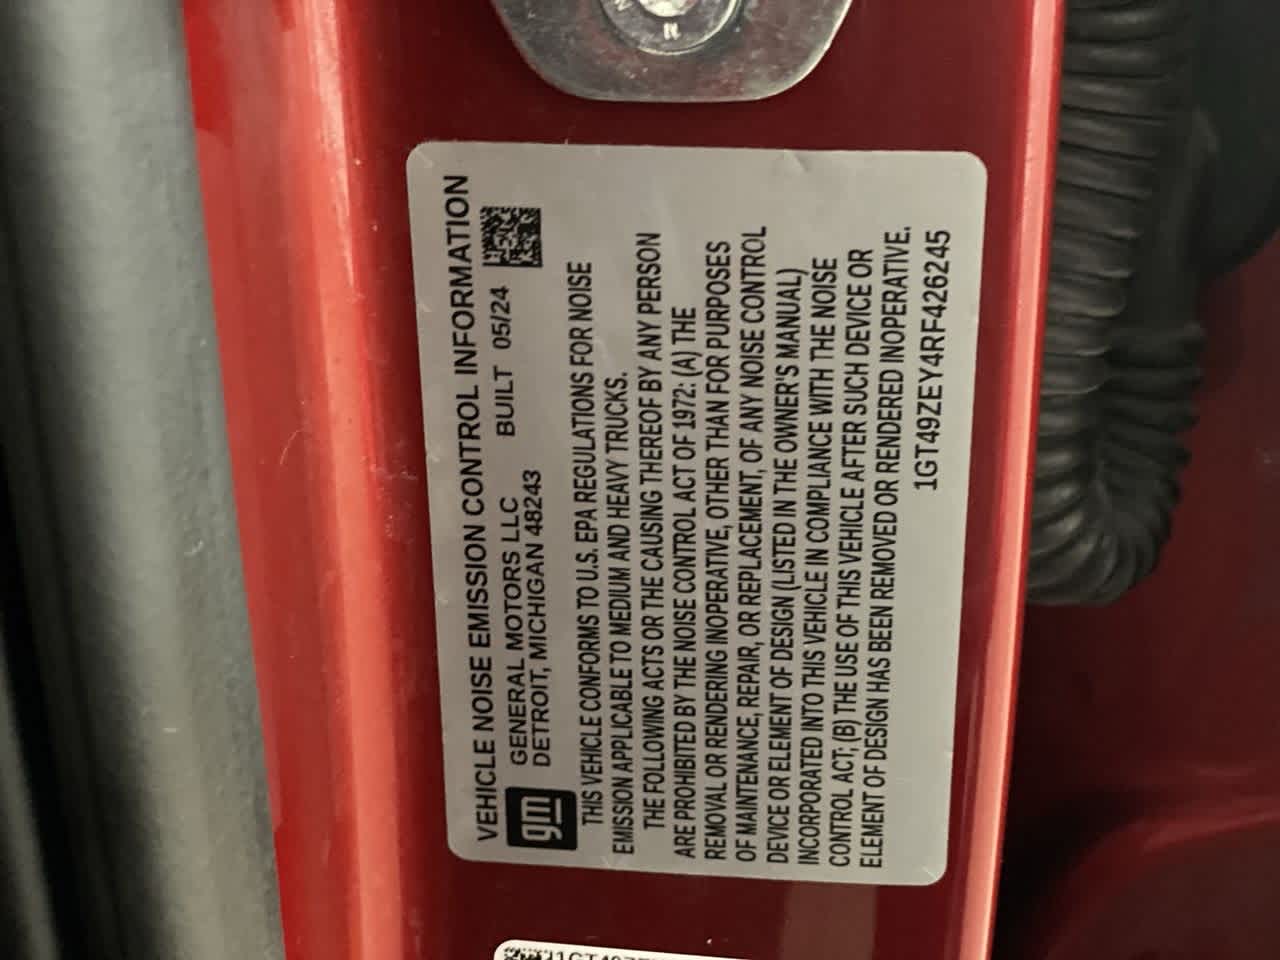 VEHICLE NOISE EMISSION CONTROL INFORMATION
gm
GENERAL MOTORS LLC
DETROIT, MICHIGAN 48243 BUILT 05/24
THIS VEHICLE CONFORMS TO U.S. EPA REGULATIONS FOR NOISE
EMISSION APPLICABLE TO MEDIUM AND HEAVY TRUCKS.
THE FOLLOWING ACTS OR THE CAUSING THEREOF BY ANY PERSON
ARE PROHIBITED BY THE NOISE CONTROL ACT OF 1972: (A) THE
REMOVAL OR RENDERING INOPERATIVE, OTHER THAN FOR PURPOSES
OF MAINTENANCE, REPAIR, OR REPLACEMENT, OF ANY NOISE CONTROL
DEVICE OR ELEMENT OF DESIGN (LISTED IN THE OWNER'S MANUAL)
INCORPORATED INTO THIS VEHICLE IN COMPLIANCE WITH THE NOISE
CONTROL ACT; (B) THE USE OF THIS VEHICLE AFTER SUCH DEVICE OR
ELEMENT OF DESIGN HAS BEEN REMOVED OR RENDERED INOPERATIVE.
1GT49ZEY4RF426245